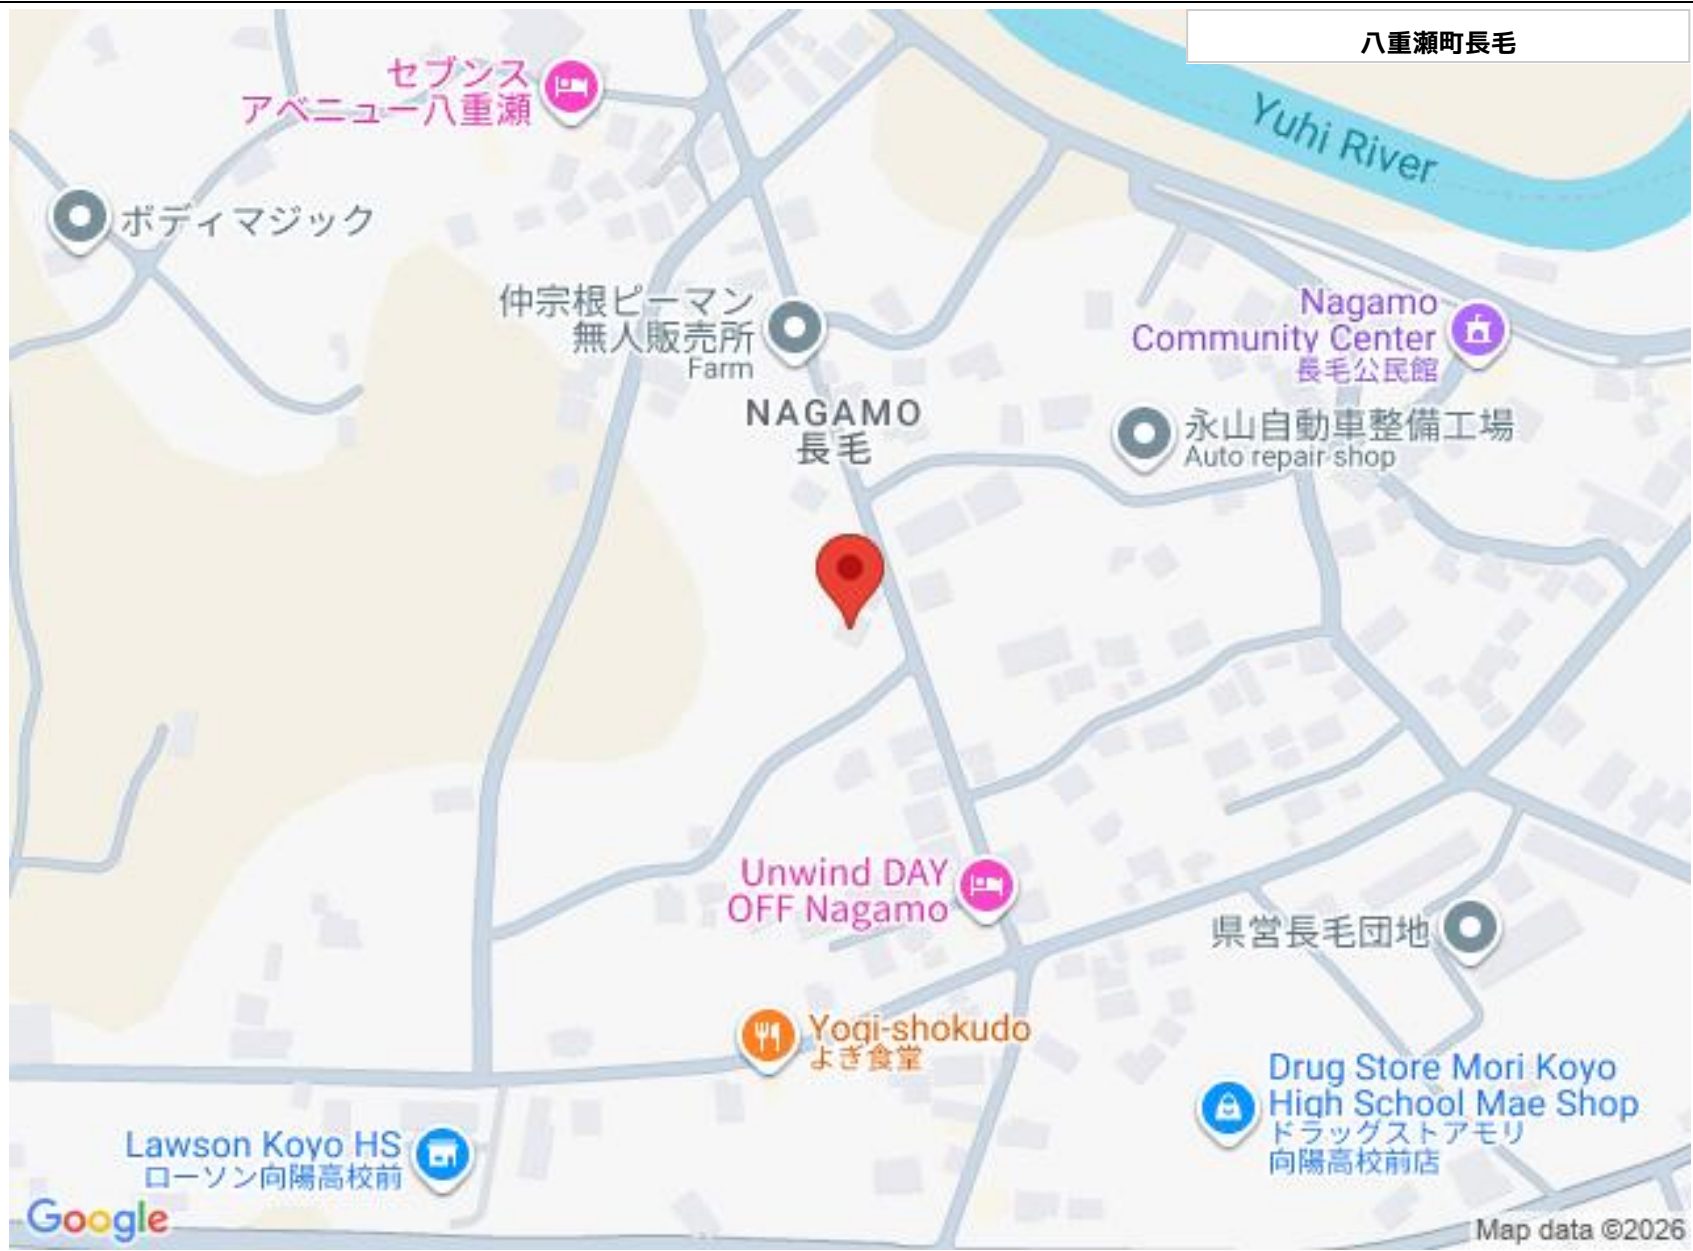 八重瀬町長毛
セブンス
アベニュー八重瀬
Yuhi River
ボディマジック
仲宗根ピーマン
無人販売所
Farm
Nagamo
Community Center
長毛公民館
NAGAMO
長毛
永山自動車整備工場
Auto repair shop
Unwind DAY
OFF Nagamo
県営長毛団地
Yogi-shokudo
よぎ食堂
Drug Store Mori Koyo
High School Mae Shop
ドラッグストアモリ
向陽高校前店
Lawson Koyo HS
ローソン向陽高校前
Google
Map data ©2026